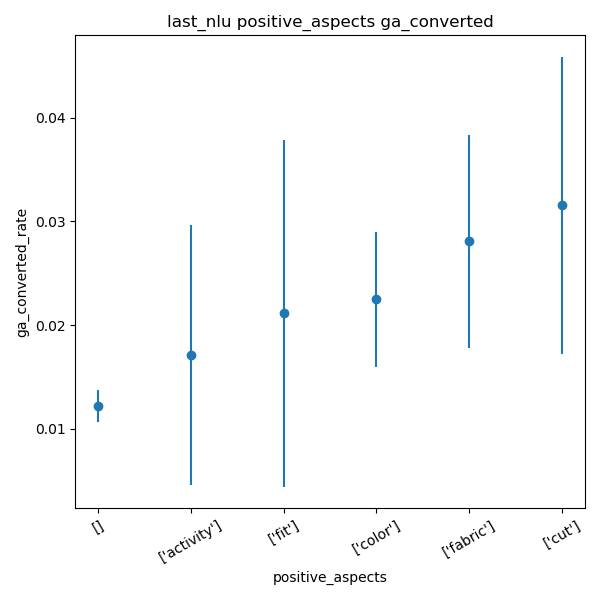 last_nlu positive_aspects ga_converted
ga_converted_rate
0.04
0.03
0.02
0.01
[]
['activity']
['fit']
['color']
['fabric']
['cut']
positive_aspects